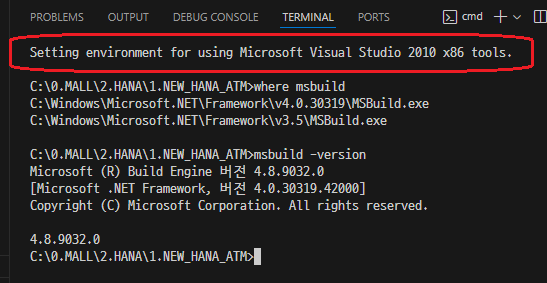 PROBLEMS OUTPUT DEBUG CONSOLE TERMINAL PORTS cmd
Setting environment for using Microsoft Visual Studio 2010 x86 tools.
C:\0.MALL\2.HANA\1.NEW_HANA_ATM>where msbuild
C:\Windows\Microsoft.NET\Framework\v4.0.30319\MSBuild.exe
C:\Windows\Microsoft.NET\Framework\v3.5\MSBuild.exe
C:\0.MALL\2.HANA\1.NEW_HANA_ATM>msbuild -version
Microsoft (R) Build Engine 버전 4.8.9032.0
[Microsoft .NET Framework, 버전 4.0.30319.42000]
Copyright (C) Microsoft Corporation. All rights reserved.
4.8.9032.0
C:\0.MALL\2.HANA\1.NEW_HANA_ATM>